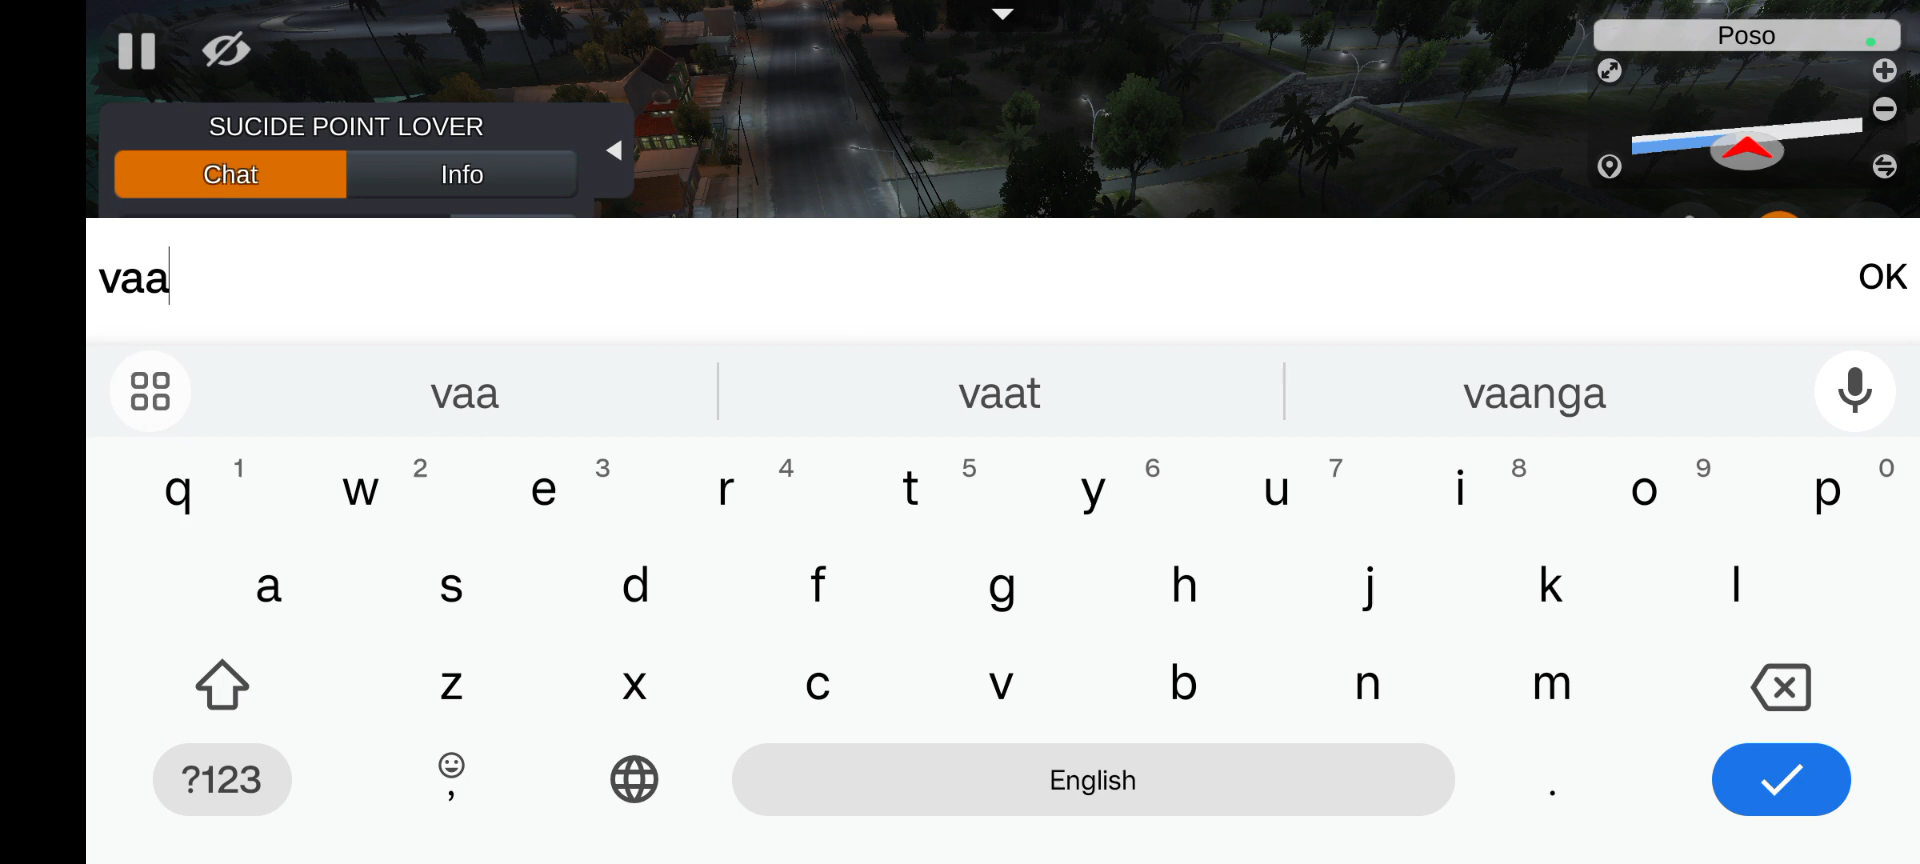 Poso
SUCIDE POINT LOVER
Chat Info
vaa OK
vaa vaat vaanga
q 1 w 2 e 3 r 4 t 5 y 6 u 7 i 8 o 9 p 0
a s d f g h j k l
z x c v b n m
?123 , English .